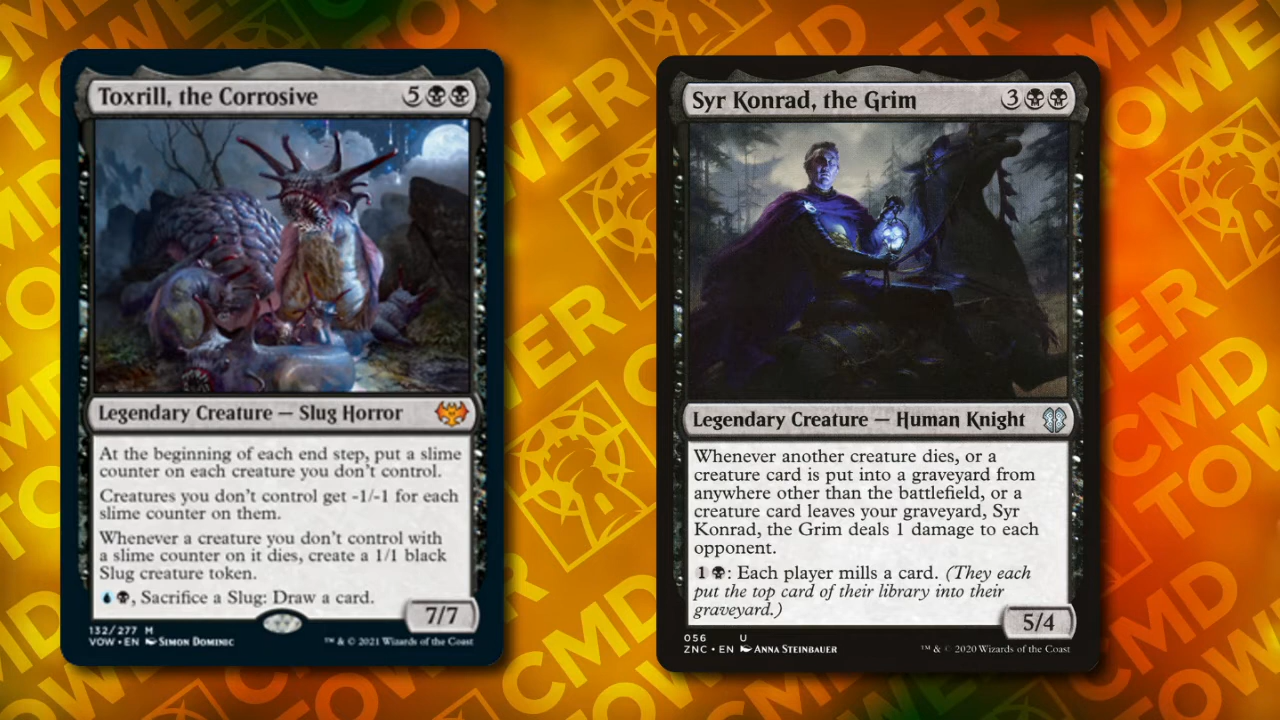 Toxrill, the Corrosive 5
Legendary Creature — Slug Horror
At the beginning of each end step, put a slime
counter on each creature you don't control.
Creatures you don't control get -1/-1 for each
slime counter on them.
Whenever a creature you don't control with
a slime counter on it dies, create a 1/1 black
Slug creature token.
, Sacrifice a Slug: Draw a card.
7/7
132/277 M
VOW • EN SIMON DOMINIC
™ & © 2021 Wizards of the Coast
Syr Konrad, the Grim 3
Legendary Creature — Human Knight
Whenever another creature dies, or a
creature card is put into a graveyard from
anywhere other than the battlefield, or a
creature card leaves your graveyard, Syr
Konrad, the Grim deals 1 damage to each
opponent.
1 : Each player mills a card. (They each
put the top card of their library into their
graveyard.)
5/4
056 U
ZNC • EN ANNA STEINBAUER
™ & © 2020 Wizards of the Coast
CMD
TOWER
CMD
TOWER
CMD
TOWER